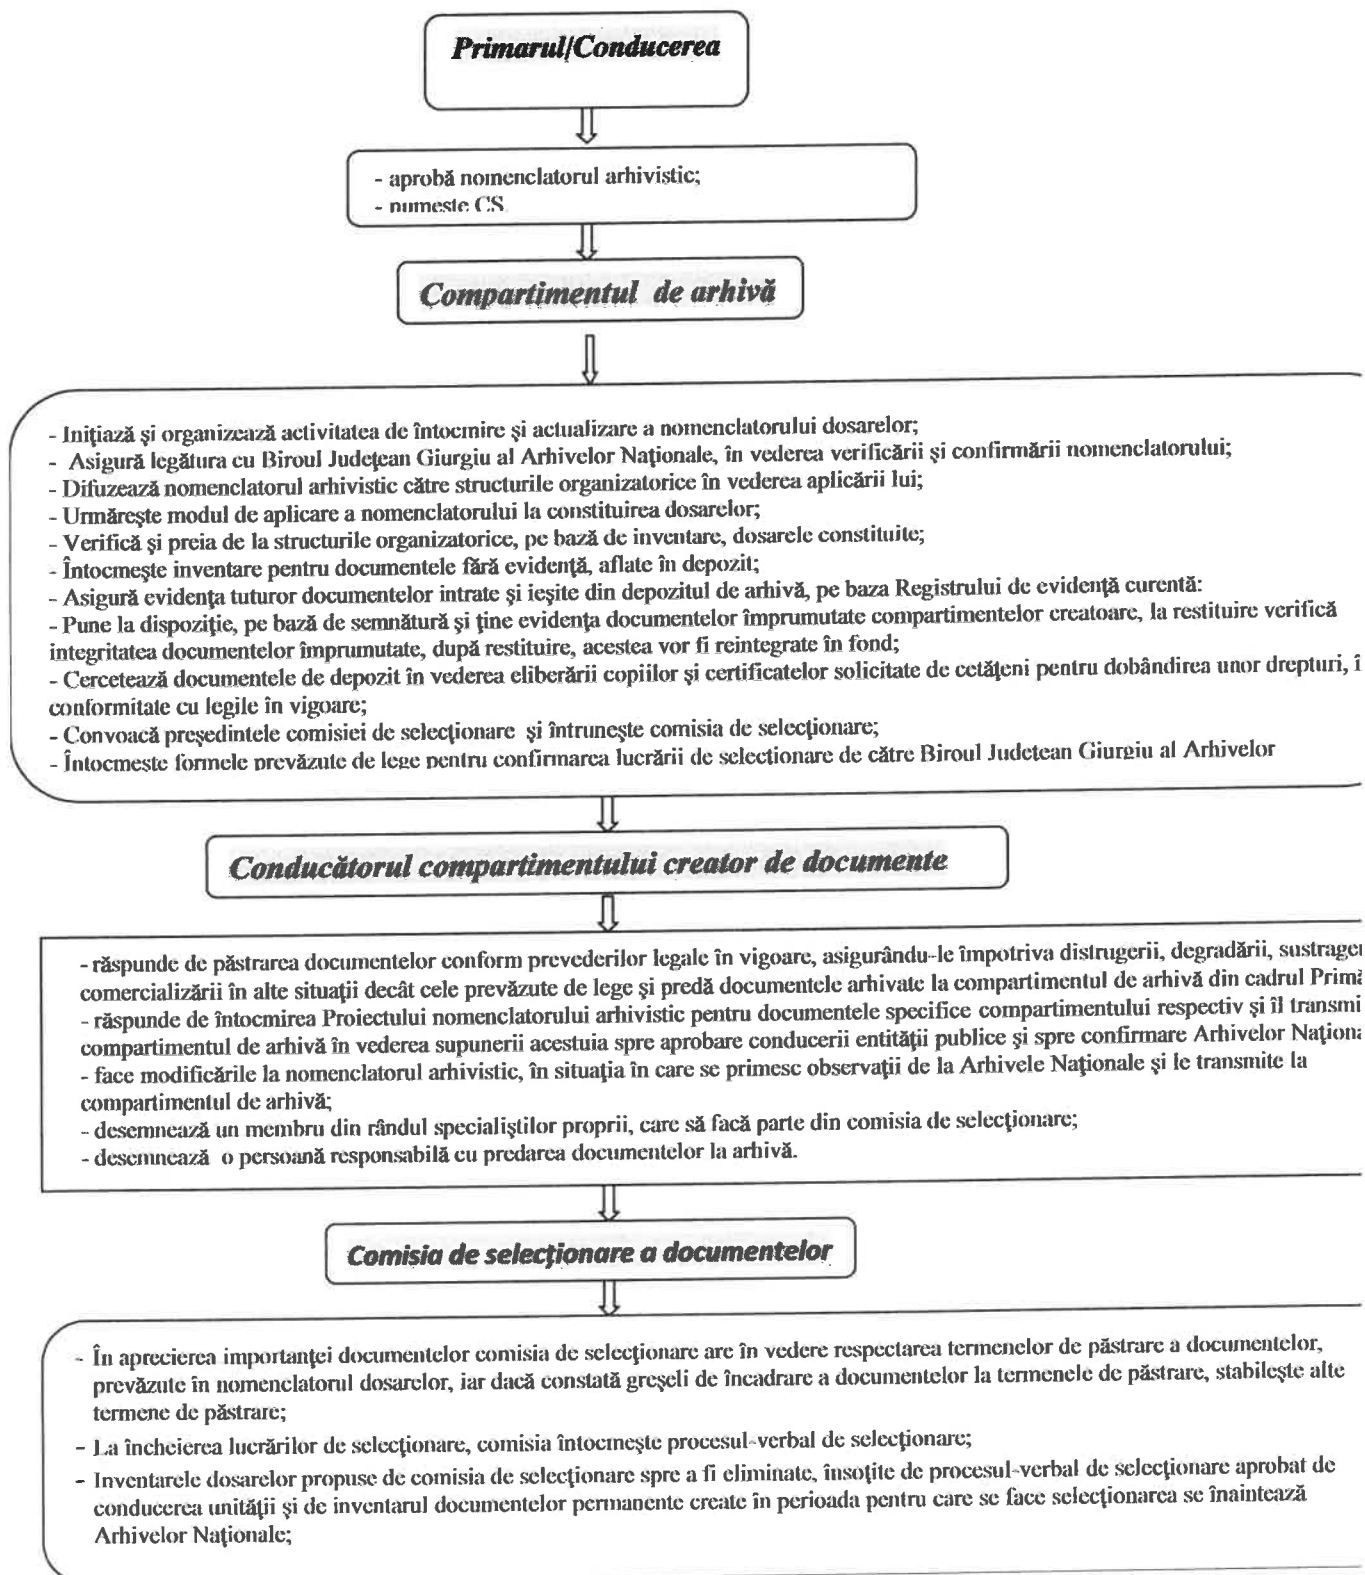 Primarul/Conducerea
- aprobă nomenclatorul arhivistic;
- numeste CS
Compartimentul de arhivă
- Iniţiază şi organizează activitatea de întocmire şi actualizare a nomenclatorului dosarelor;
- Asigură legătura cu Biroul Judeţean Giurgiu al Arhivelor Naţionale, în vederea verificării şi confirmării nomenclatorului;
- Difuzează nomenclatorul arhivistic către structurile organizatorice în vederea aplicării lui;
- Urmăreşte modul de aplicare a nomenclatorului la constituirea dosarelor;
- Verifică şi preia de la structurile organizatorice, pe bază de inventare, dosarele constituite;
- Întocmeşte inventare pentru documentele fără evidenţă, aflate în depozit;
- Asigură evidenţa tuturor documentelor intrate şi ieşite din depozitul de arhivă, pe baza Registrului de evidenţă curentă:
- Pune la dispoziţie, pe bază de semnătură şi ţine evidenţa documentelor împrumutate compartimentelor creatoare, la restituire verifică
integritatea documentelor împrumutate, după restituire, acestea vor fi reintegrate în fond;
- Cercetează documentele de depozit în vederea eliberării copiilor şi certificatelor solicitate de cetăţeni pentru dobândirea unor drepturi, î
conformitate cu legile în vigoare;
- Convoacă preşedintele comisiei de selecţionare şi întruneşte comisia de selecţionare;
- Întocmeste formele prevăzute de lege pentru confirmarea lucrării de selectionare de către Biroul Judetean Giurgiu al Arhivelor
Conducătorul compartimentului creator de documente
- răspunde de păstrarea documentelor conform prevederilor legale în vigoare, asigurându-le împotriva distrugerii, degradării, sustrager
comercializării în alte situaţii decât cele prevăzute de lege şi predă documentele arhivate la compartimentul de arhivă din cadrul Primă
- răspunde de întocmirea Proiectului nomenclatorului arhivistic pentru documentele specifice compartimentului respectiv şi îl transmi
compartimentul de arhivă în vederea supunerii acestuia spre aprobare conducerii entităţii publice şi spre confirmare Arhivelor Naţiona
- face modificările la nomenclatorul arhivistic, în situaţia în care se primesc observaţii de la Arhivele Naţionale şi le transmite la
compartimentul de arhivă;
- desemnează un membru din rândul specialiştilor proprii, care să facă parte din comisia de selecţionare;
- desemnează o persoană responsabilă cu predarea documentelor la arhivă.
Comisia de selecţionare a documentelor
- În aprecierea importanţei documentelor comisia de selecţionare are în vedere respectarea termenelor de păstrare a documentelor,
prevăzute în nomenclatorul dosarelor, iar dacă constată greşeli de încadrare a documentelor la termenele de păstrare, stabileşte alte
termene de păstrare;
- La încheierea lucrărilor de selecţionare, comisia întocmeşte procesul-verbal de selecţionare;
- Inventarele dosarelor propuse de comisia de selecţionare spre a fi eliminate, însoţite de procesul-verbal de selecţionare aprobat de
conducerea unităţii şi de inventarul documentelor permanente create în perioada pentru care se face selecţionarea se înaintează
Arhivelor Naţionale;